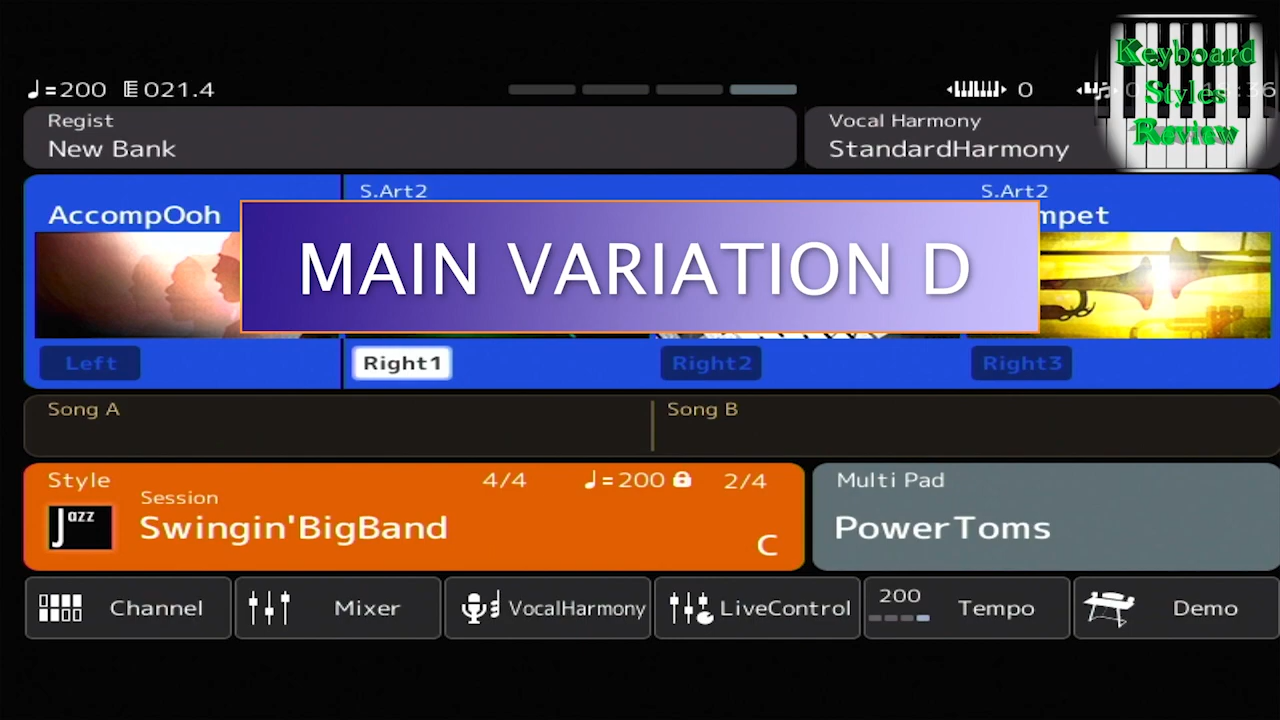 ♩=200 021.4
0
Keyboard
Styles
Review
Regist
New Bank
Vocal Harmony
StandardHarmony
AccompOoh
S.Art2
S.Art2
mpet
MAIN VARIATION D
Left
Right1
Right2
Right3
Song A
Song B
Style
4/4
♩=200
2/4
Session
Jazz
Swingin'BigBand
C
Multi Pad
PowerToms
Channel
Mixer
VocalHarmony
LiveControl
200
Tempo
Demo